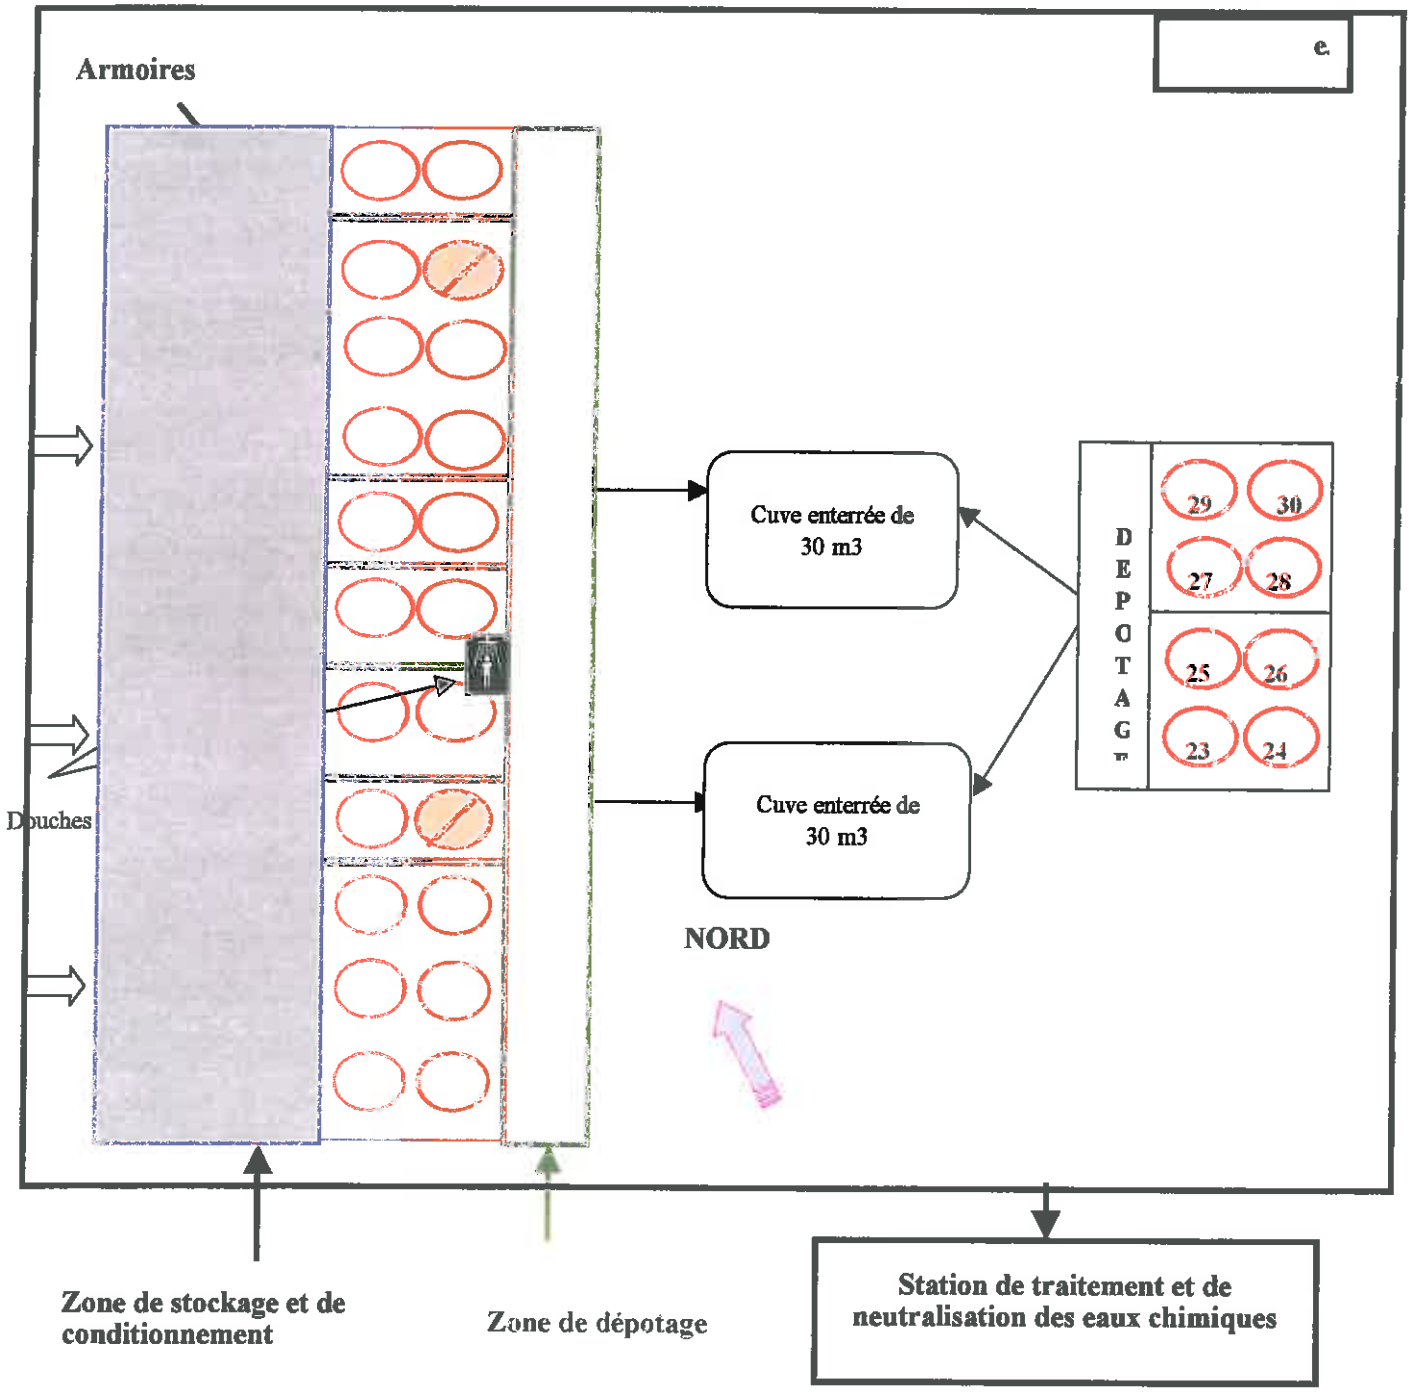 e.
Armoires
Cuve enterrée de
30 m3
29 30
27 28
25 26
23 24
D
E
P
O
T
A
G
E
Douches
Cuve enterrée de
30 m3
NORD
Zone de stockage et de
conditionnement
Zone de dépotage
Station de traitement et de
neutralisation des eaux chimiques